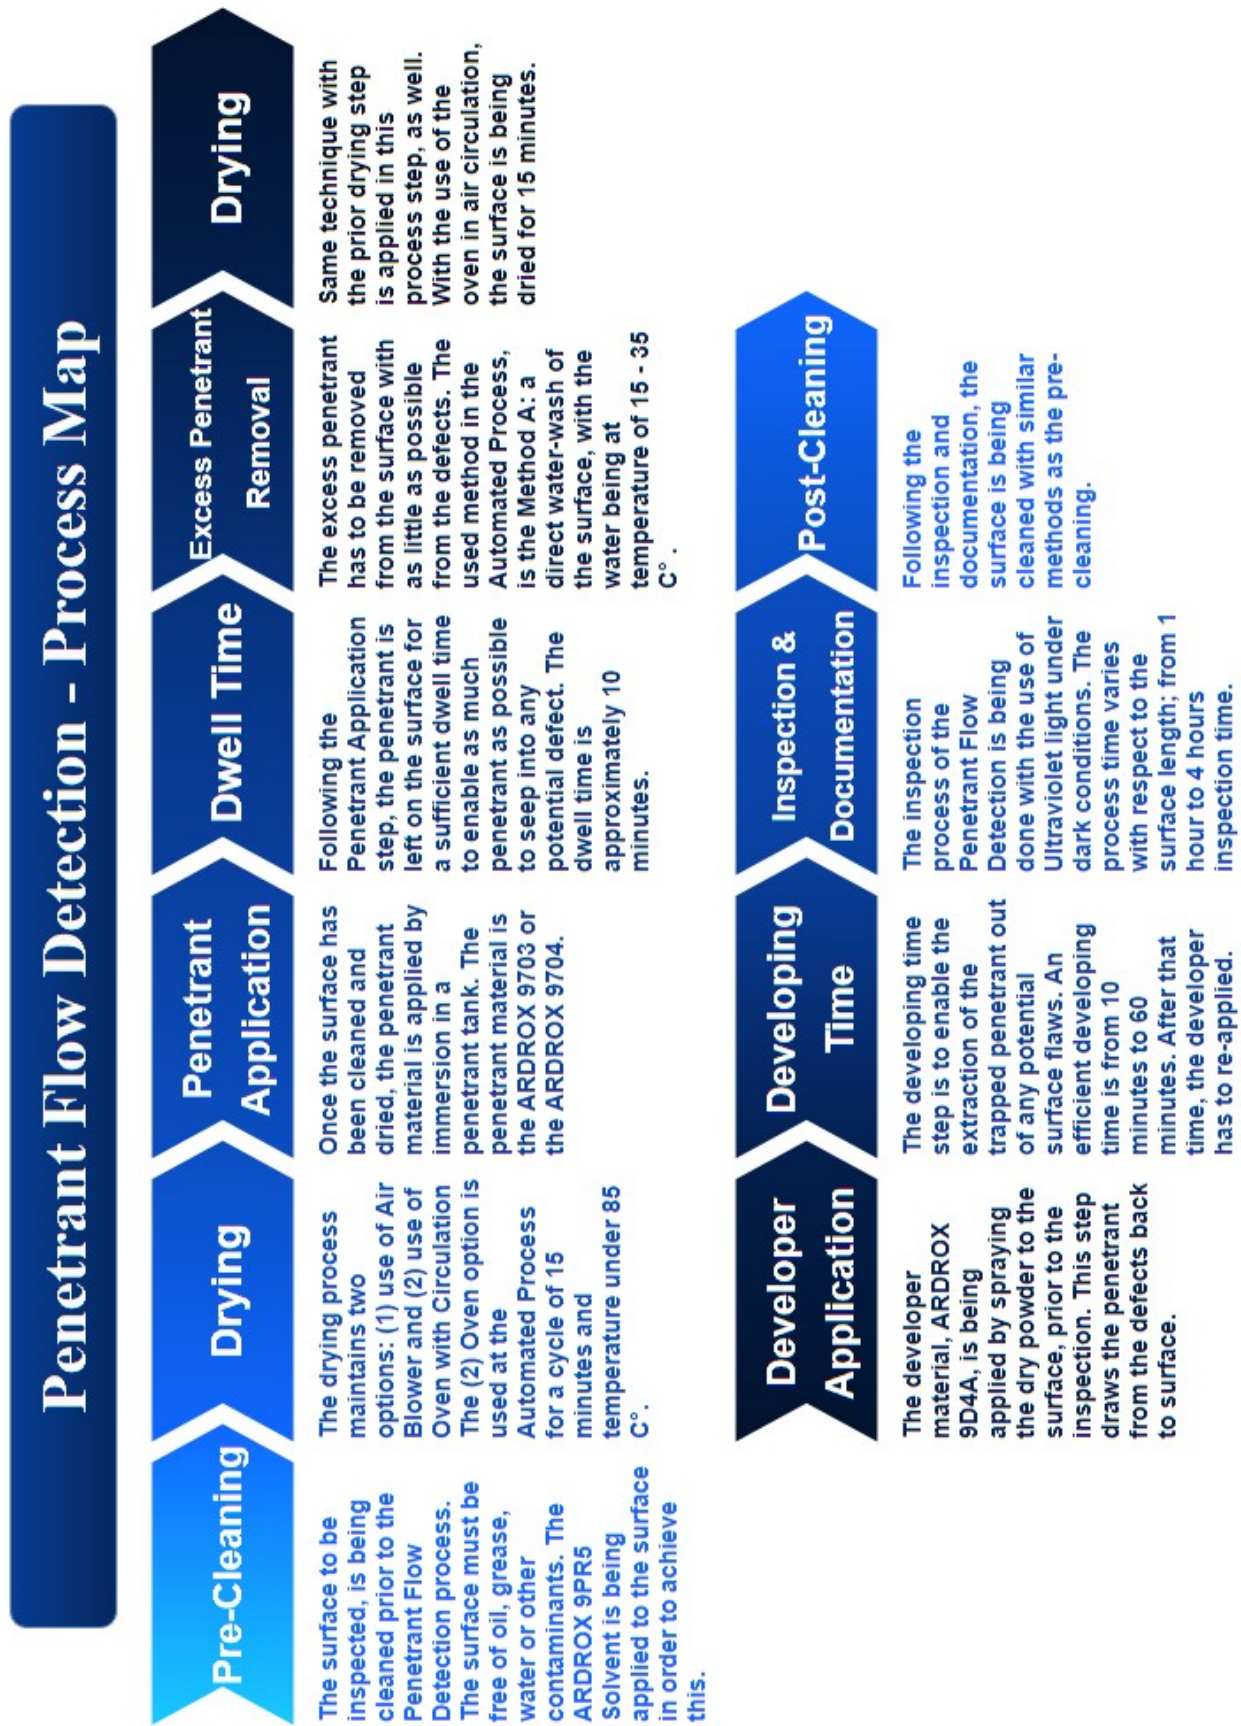 Penetrant Flow Detection - Process Map
Pre-Cleaning
The surface to be
inspected, is being
cleaned prior to the
Penetrant Flow
Detection process.
The surface must be
free of oil, grease,
water or other
contaminants. The
ARDROX 9PR5
Solvent is being
applied to the surface
in order to achieve
this.
Drying
The drying process
maintains two
options: (1) use of Air
Blower and (2) use of
Oven with Circulation
The (2) Oven option is
used at the
Automated Process
for a cycle of 15
minutes and
temperature under 85
C°.
Penetrant
Application
Once the surface has
been cleaned and
dried, the penetrant
material is applied by
immersion in a
penetrant tank. The
penetrant material is
the ARDROX 9703 or
the ARDROX 9704.
Dwell Time
Following the
Penetrant Application
step, the penetrant is
left on the surface for
a sufficient dwell time
to enable as much
penetrant as possible
to seep into any
potential defect. The
dwell time is
approximately 10
minutes.
Excess Penetrant
Removal
The excess penetrant
has to be removed
from the surface with
as little as possible
from the defects. The
used method in the
Automated Process,
is the Method A: a
direct water-wash of
the surface, with the
water being at
temperature of 15 - 35
C°.
Drying
Same technique with
the prior drying step
is applied in this
process step, as well.
With the use of the
oven in air circulation,
the surface is being
dried for 15 minutes.
Developer
Application
The developer
material, ARDROX
9D4A, is being
applied by spraying
the dry powder to the
surface, prior to the
inspection. This step
draws the penetrant
from the defects back
to surface.
Developing
Time
The developing time
step is to enable the
extraction of the
trapped penetrant out
of any potential
surface flaws. An
efficient developing
time is from 10
minutes to 60
minutes. After that
time, the developer
has to re-applied.
Inspection &
Documentation
The inspection
process of the
Penetrant Flow
Detection is being
done with the use of
Ultraviolet light under
dark conditions. The
process time varies
with respect to the
surface length; from 1
hour to 4 hours
inspection time.
Post-Cleaning
Following the
inspection and
documentation, the
surface is being
cleaned with similar
methods as the pre-
cleaning.